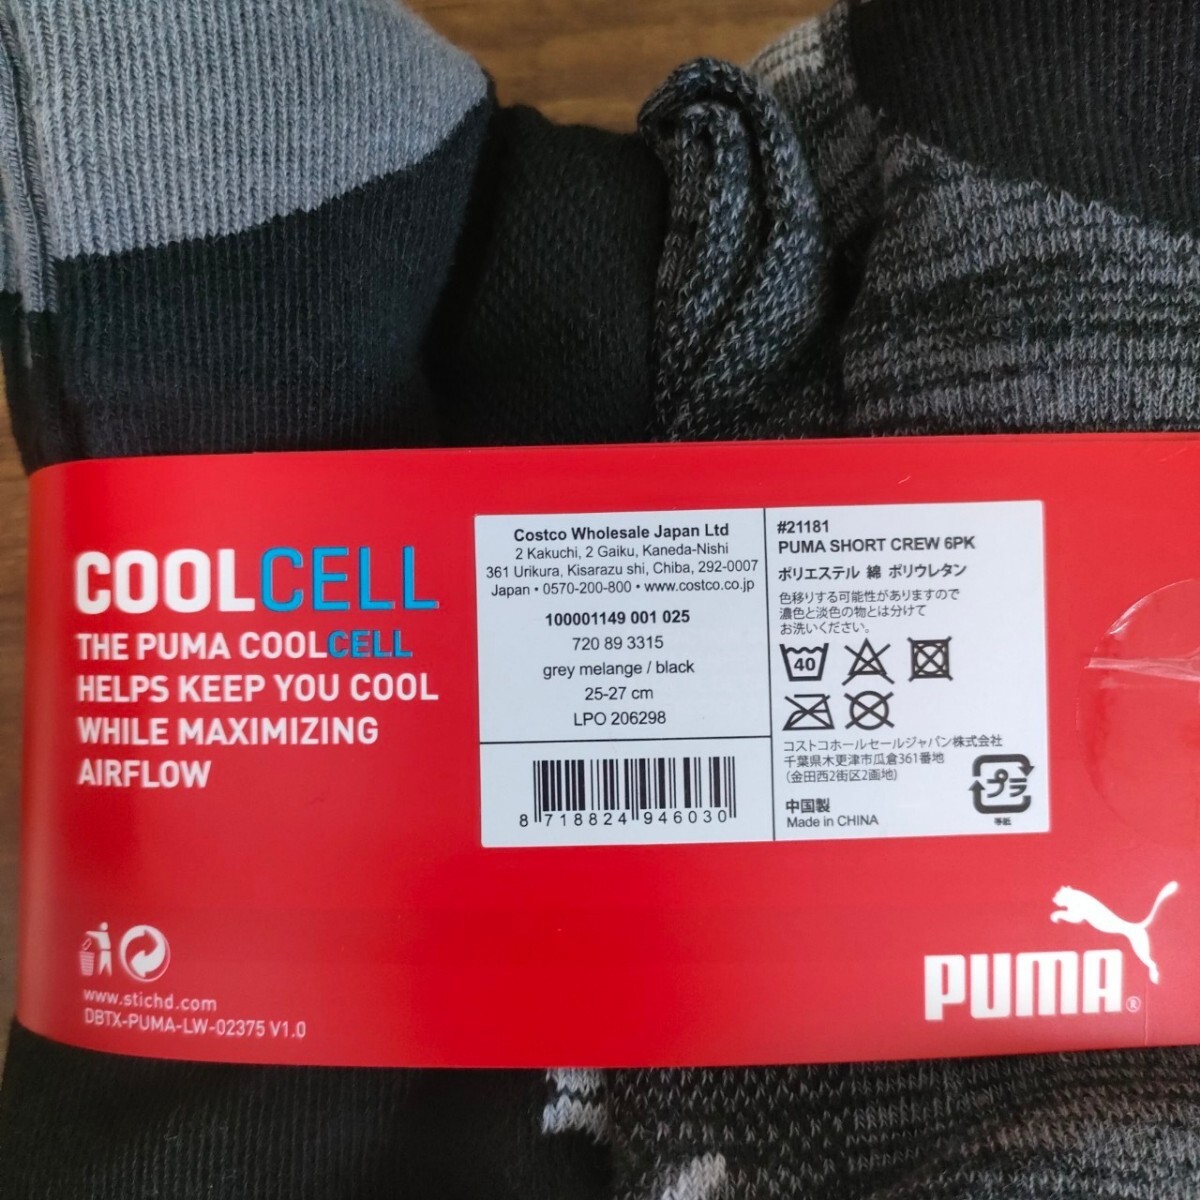 COOLCELL
THE PUMA COOLCELL
HELPS KEEP YOU COOL
WHILE MAXIMIZING
AIRFLOW
www.stichd.com
DBTX-PUMA-LW-02375 V1.0
Costco Wholesale Japan Ltd
2 Kakuchi, 2 Gaiku, Kaneda-Nishi
361 Urikura, Kisarazu shi, Chiba, 292-0007
Japan • 0570-200-800 • www.costco.co.jp
100001149 001 025
720 89 3315
grey melange / black
25-27 cm
LPO 206298
8 718824 946030
#21181
PUMA SHORT CREW 6PK
ポリエステル 綿 ポリウレタン
色移りする可能性がありますので
濃色と淡色の物とは分けて
お洗いください。
40
コストコホールセールジャパン株式会社
千葉県木更津市瓜倉361番地
(金田西2街区2画地)
プラ
中国製
Made in CHINA
PUMA®